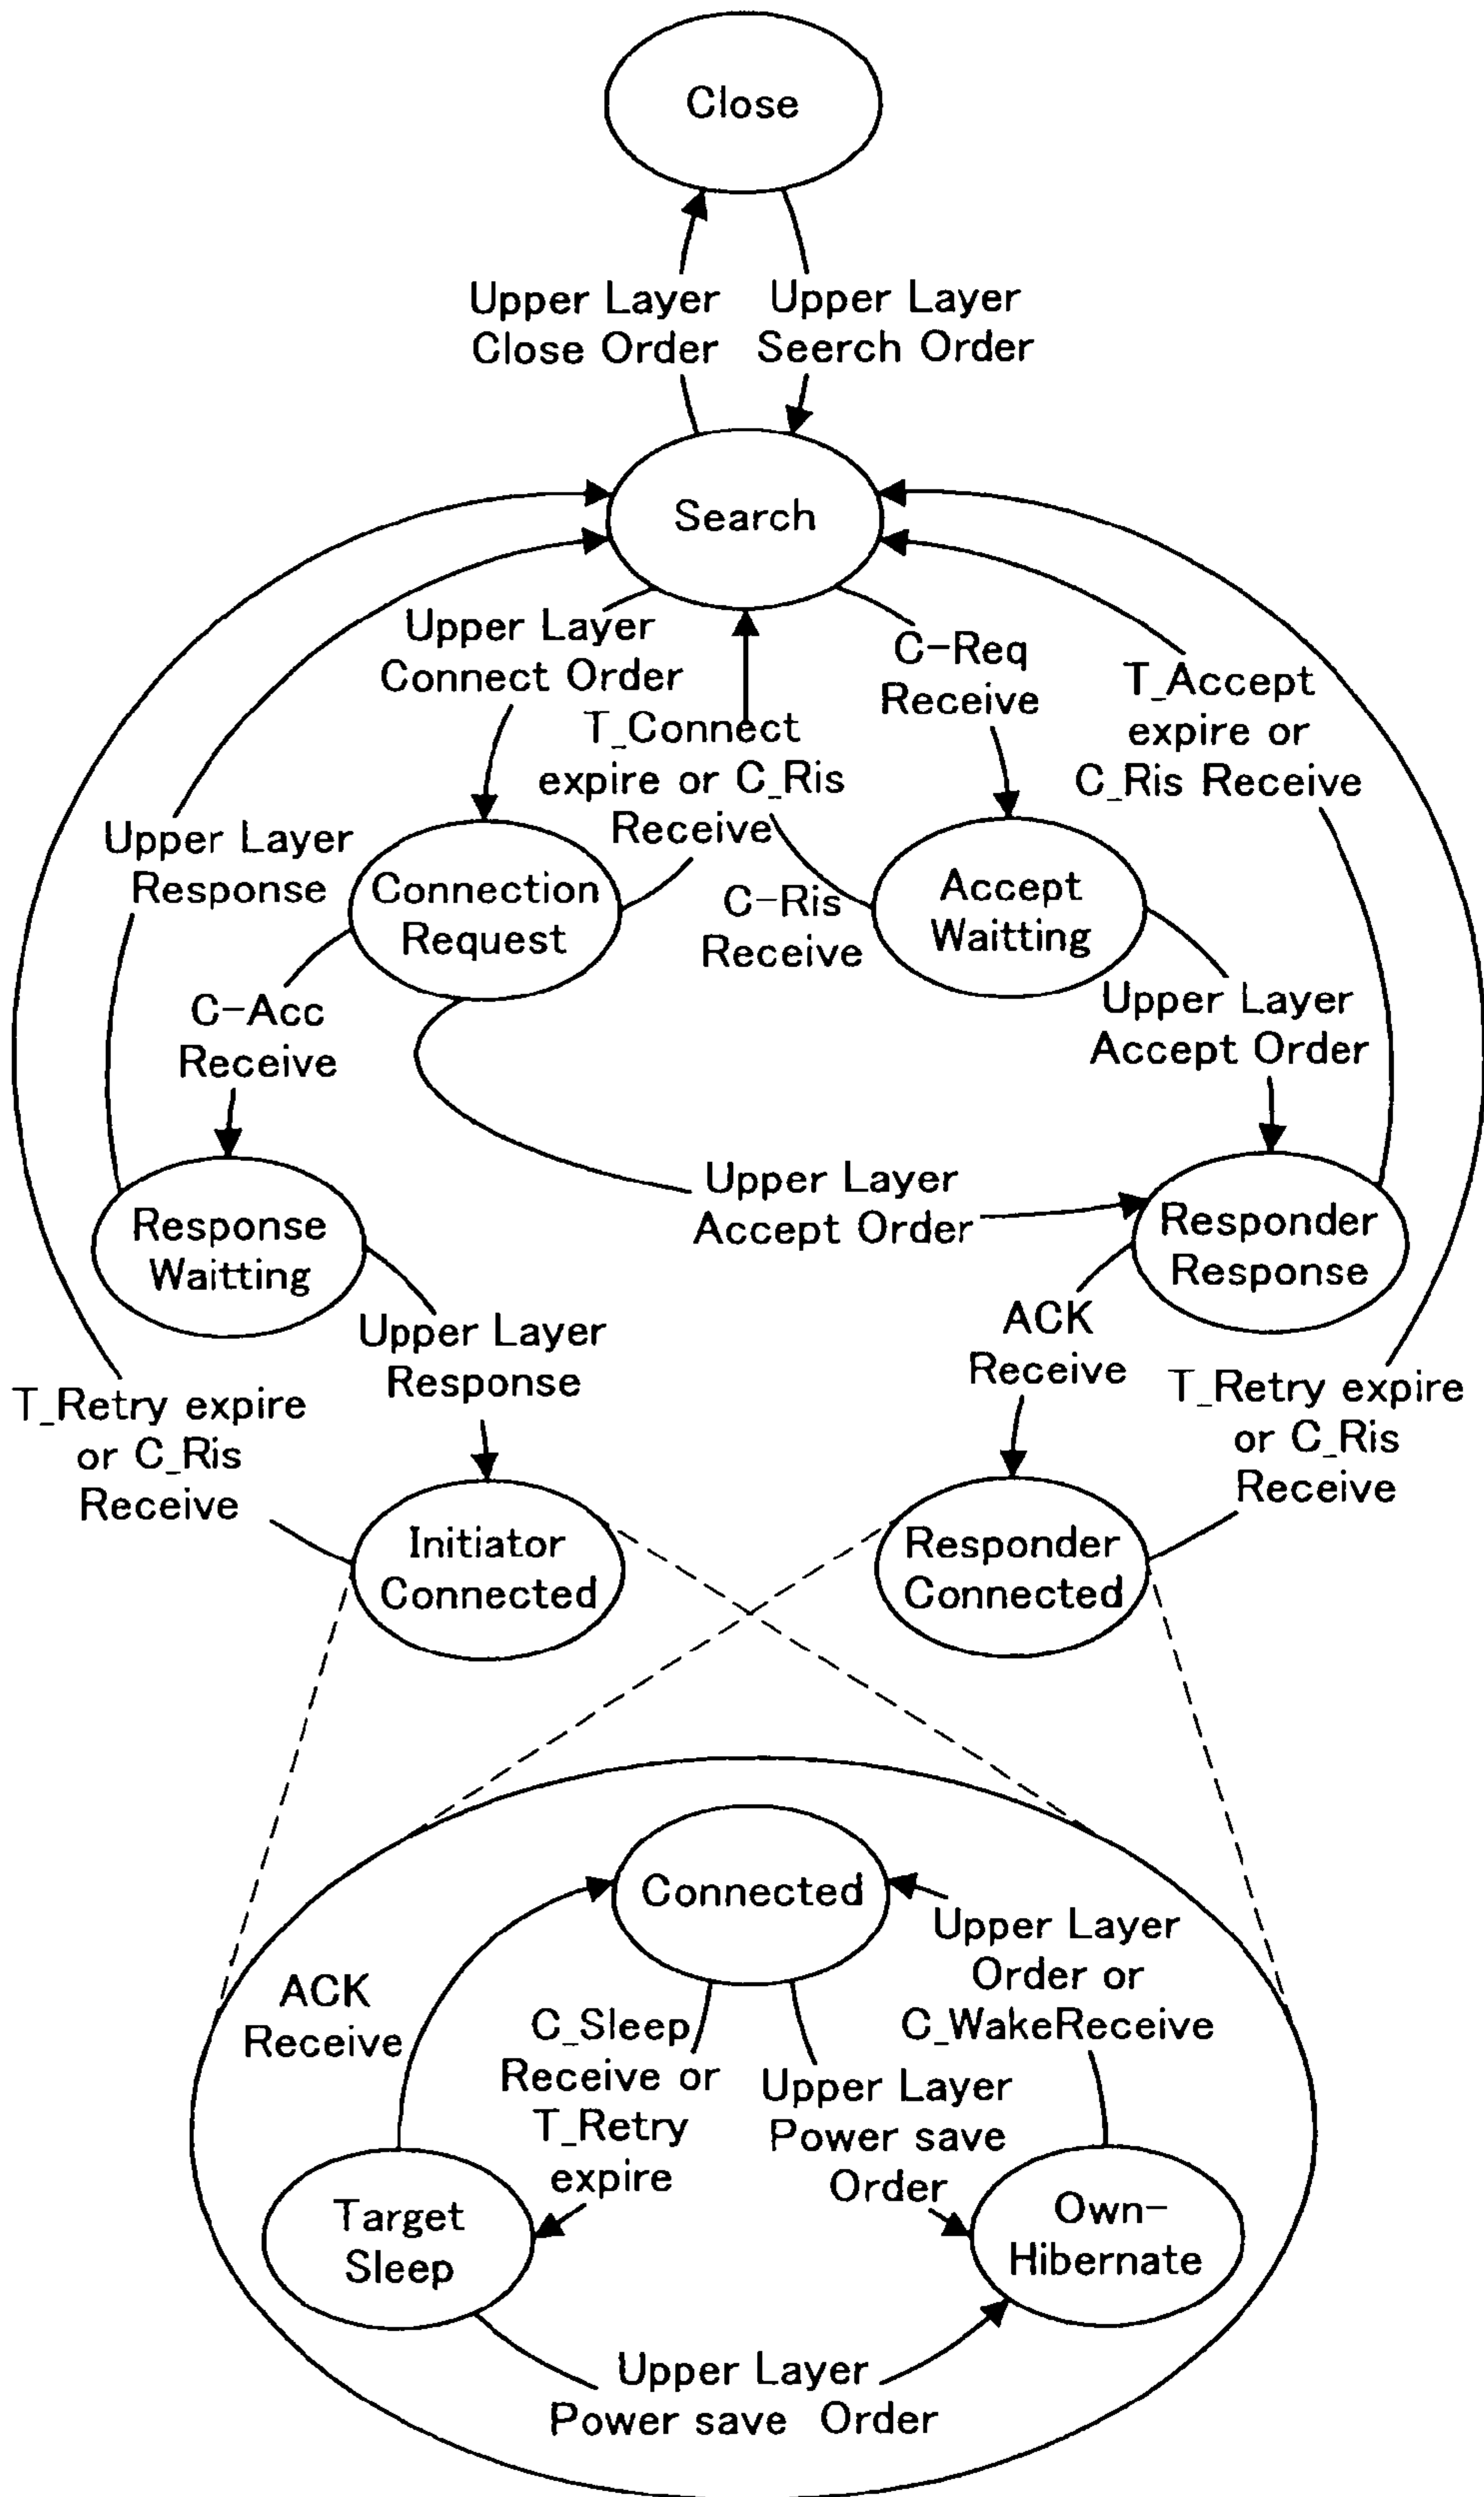 Close
Upper Layer
Close Order
Upper Layer
Seerch Order
Search
Upper Layer
Connect Order
C-Req
Receive
T_Connect
expire or C_Ris
Receive
T_Accept
expire or
C_Ris Receive
Upper Layer
Response
Connection
Request
C-Ris
Receive
Accept
Waitting
C-Acc
Receive
Upper Layer
Accept Order
Upper Layer
Accept Order
Response
Waitting
Responder
Response
Upper Layer
Response
ACK
Receive
T_Retry expire
or C_Ris
Receive
T_Retry expire
or C_Ris
Receive
Initiator
Connected
Responder
Connected
Connected
Upper Layer
Order or
C_WakeReceive
ACK
Receive
C_Sleep
Receive or
T_Retry
expire
Upper Layer
Power save
Order
Target
Sleep
Own-
Hibernate
Upper Layer
Power save Order